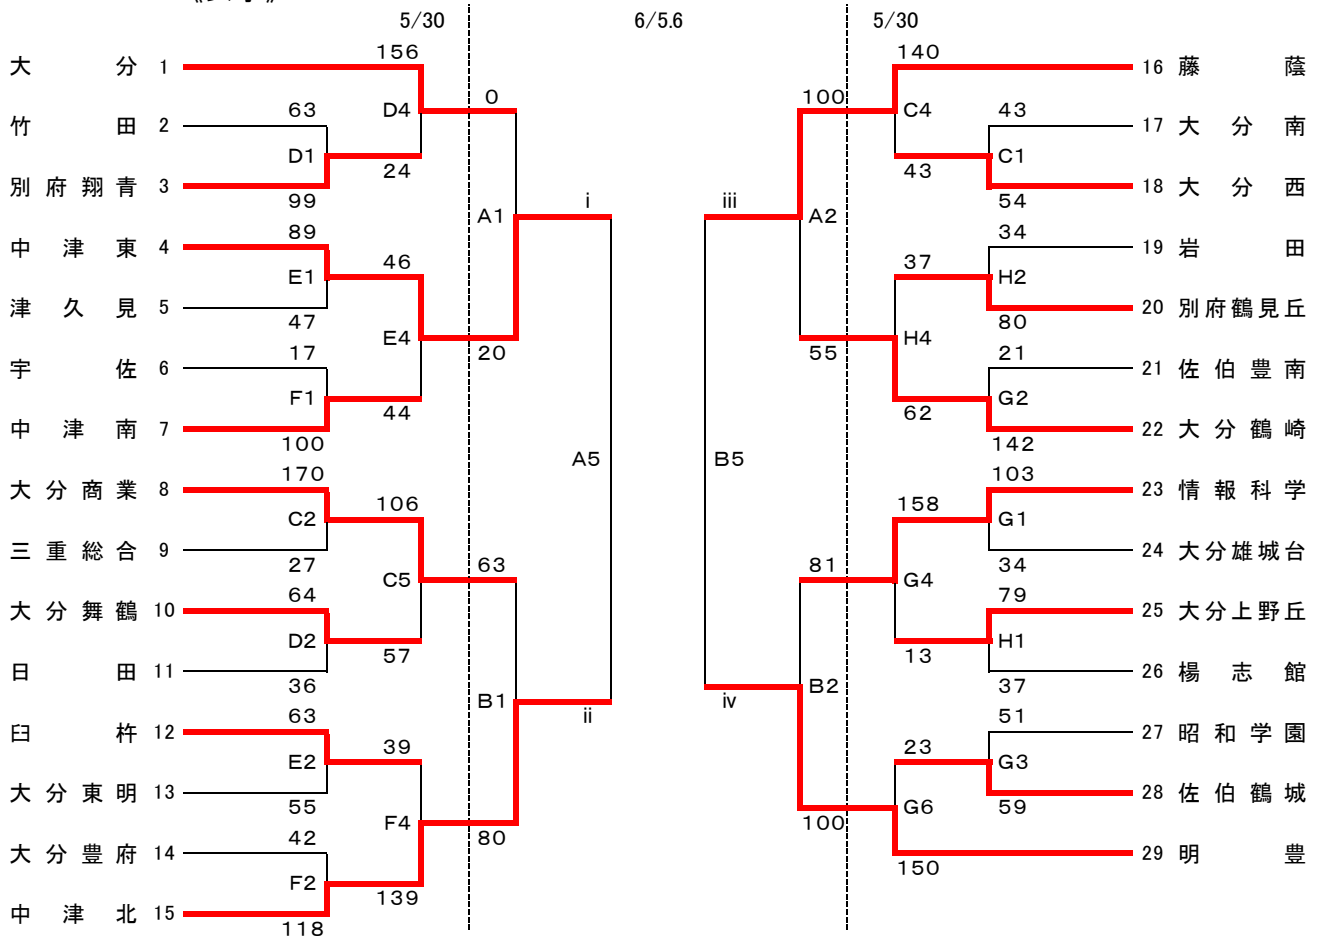 5/30 6/5.6 5/30
156 140
大分 1 16 藤蔭
0 100
63 D4 C4 43
竹田 2 17 大分南
D1 C1
24 43
別府翔青 3 18 大分西
99 54
i iii
A1 A2
89 34
中津東 4 19 岩田
46 37
E1 H2
津久見 5 20 別府鶴見丘
47 80
E4 H4
17 20 55 21
宇佐 6 21 佐伯豊南
F1 G2
44 62
中津南 7 22 大分鶴崎
100 142
A5 B5
170 103
大分商業 8 23 情報科学
106 158
C2 G1
三重総合 9 24 大分雄城台
27 63 81 34
C5 G4
64 79
大分舞鶴 10 25 大分上野丘
D2 H1
57 13
日田 11 26 楊志館
36 37
B1 B2
ii iv
63 51
臼杵 12 27 昭和学園
39 23
E2 G3
大分東明 13 28 佐伯鶴城
55 59
F4 G6
100
42 80
大分豊府 14 29 明豊
150
F2
139
中津北 15
118